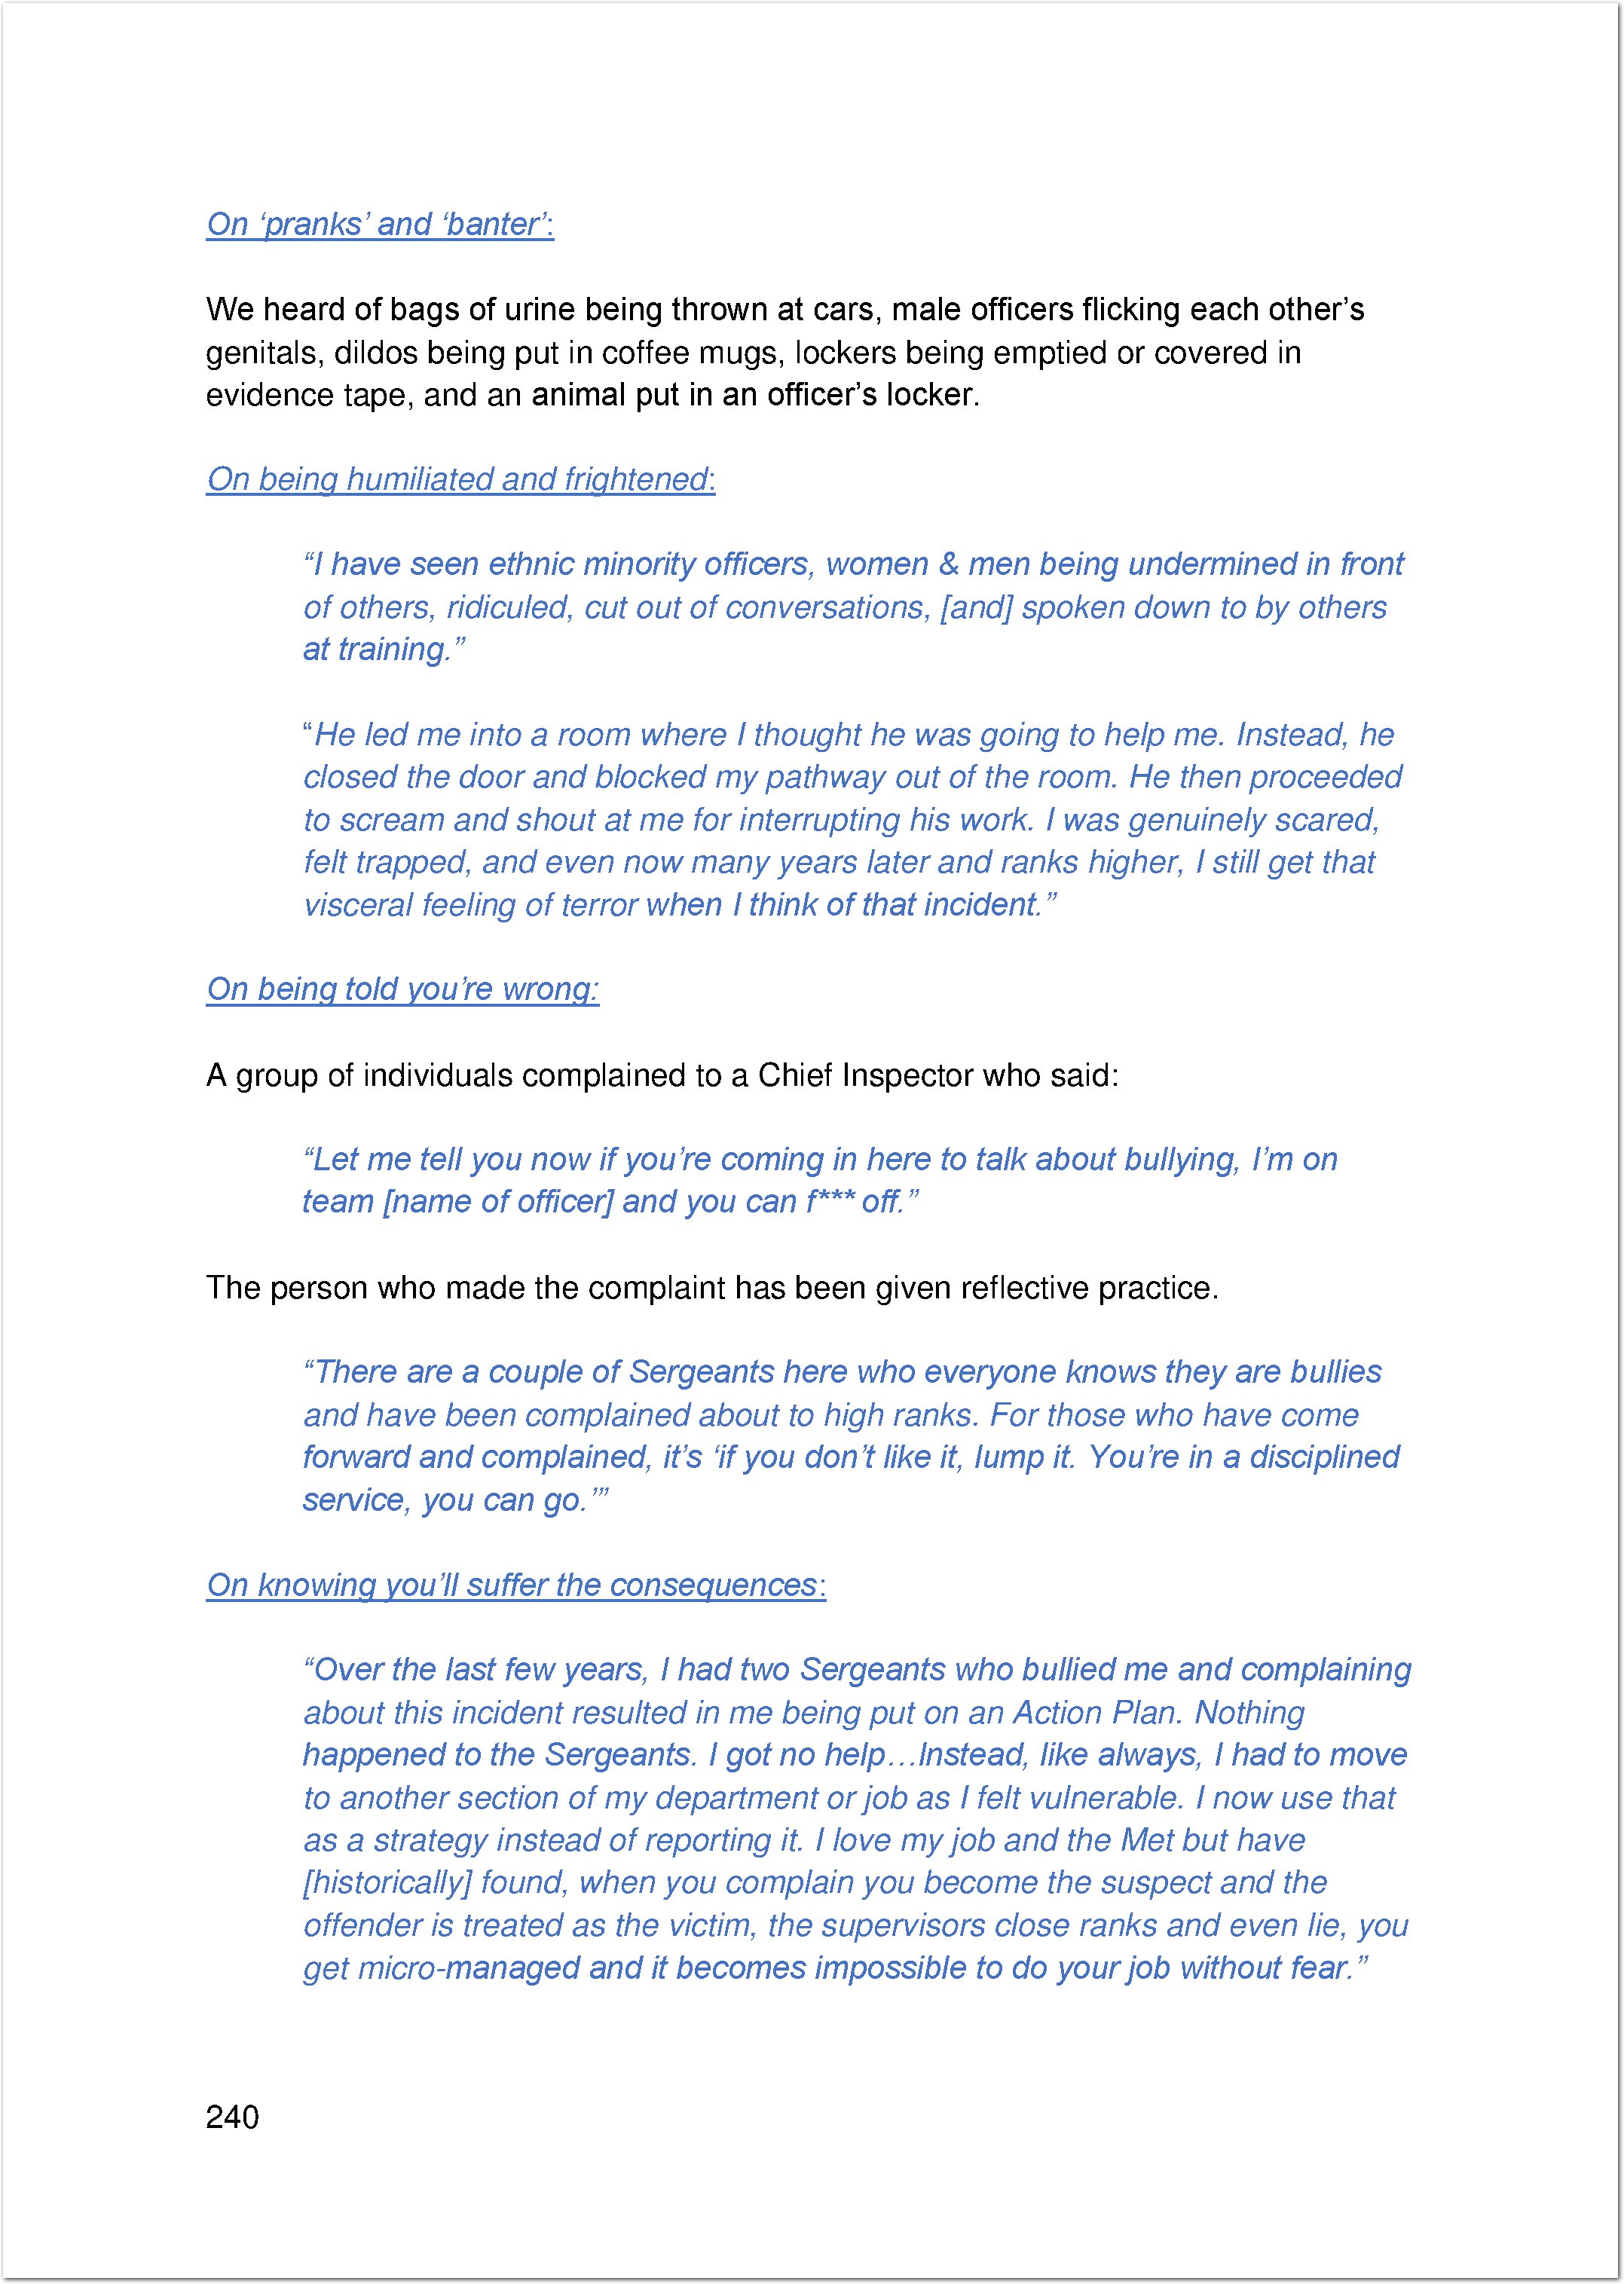 On ‘pranks’ and ‘banter’:
We heard of bags of urine being thrown at cars, male officers flicking each other’s
genitals, dildos being put in coffee mugs, lockers being emptied or covered in
evidence tape, and an animal put in an officer’s locker.
On being humiliated and frightened:
“I have seen ethnic minority officers, women & men being undermined in front
of others, ridiculed, cut out of conversations, [and] spoken down to by others
at training.”
“He led me into a room where I thought he was going to help me. Instead, he
closed the door and blocked my pathway out of the room. He then proceeded
to scream and shout at me for interrupting his work. I was genuinely scared,
felt trapped, and even now many years later and ranks higher, I still get that
visceral feeling of terror when I think of that incident.”
On being told you’re wrong:
A group of individuals complained to a Chief Inspector who said:
“Let me tell you now if you’re coming in here to talk about bullying, I’m on
team [name of officer] and you can f*** off.”
The person who made the complaint has been given reflective practice.
“There are a couple of Sergeants here who everyone knows they are bullies
and have been complained about to high ranks. For those who have come
forward and complained, it’s ‘if you don’t like it, lump it. You’re in a disciplined
service, you can go.’”
On knowing you’ll suffer the consequences:
“Over the last few years, I had two Sergeants who bullied me and complaining
about this incident resulted in me being put on an Action Plan. Nothing
happened to the Sergeants. I got no help…Instead, like always, I had to move
to another section of my department or job as I felt vulnerable. I now use that
as a strategy instead of reporting it. I love my job and the Met but have
[historically] found, when you complain you become the suspect and the
offender is treated as the victim, the supervisors close ranks and even lie, you
get micro-managed and it becomes impossible to do your job without fear.”
240